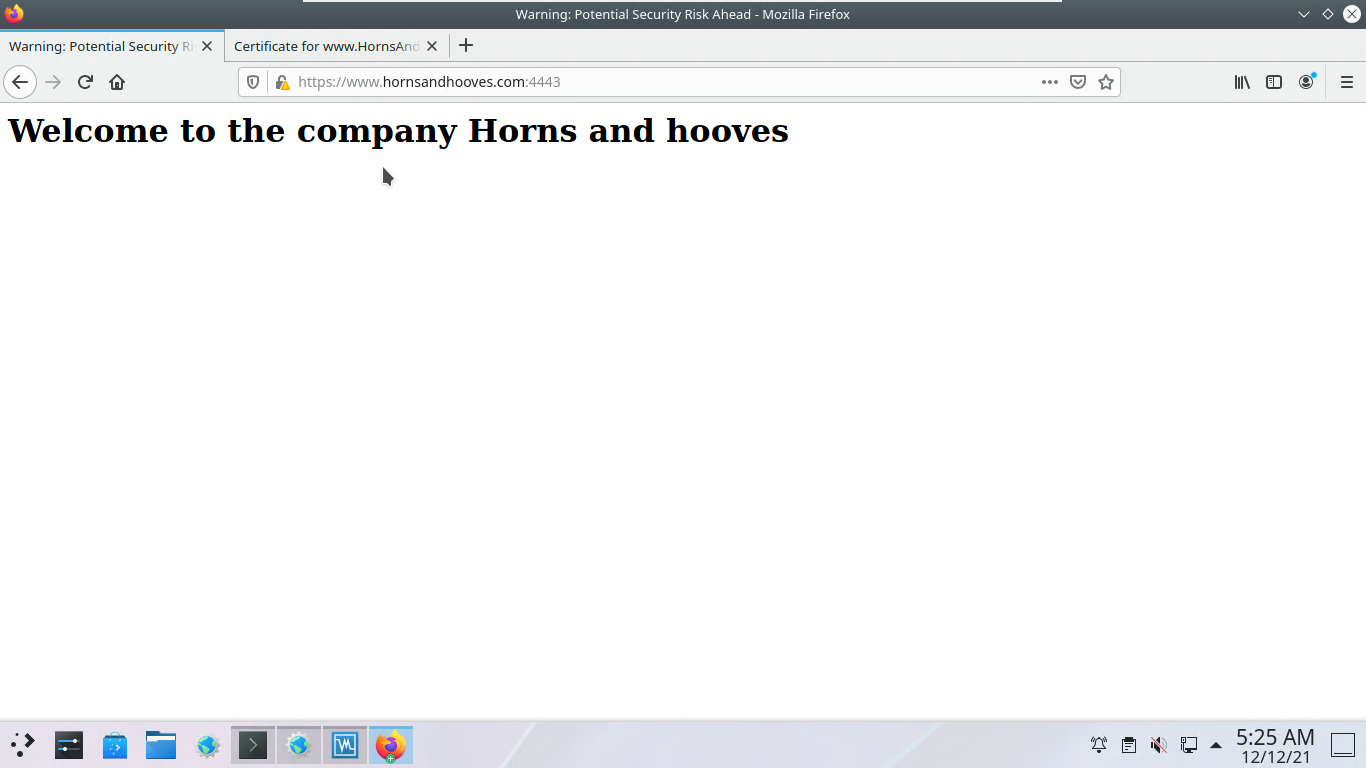 Warning: Potential Security Risk Ahead - Mozilla Firefox
Warning: Potential Security Ri
Certificate for www.HornsAnd
https://www.hornsandhooves.com:4443
Welcome to the company Horns and hooves
5:25 AM
12/12/21